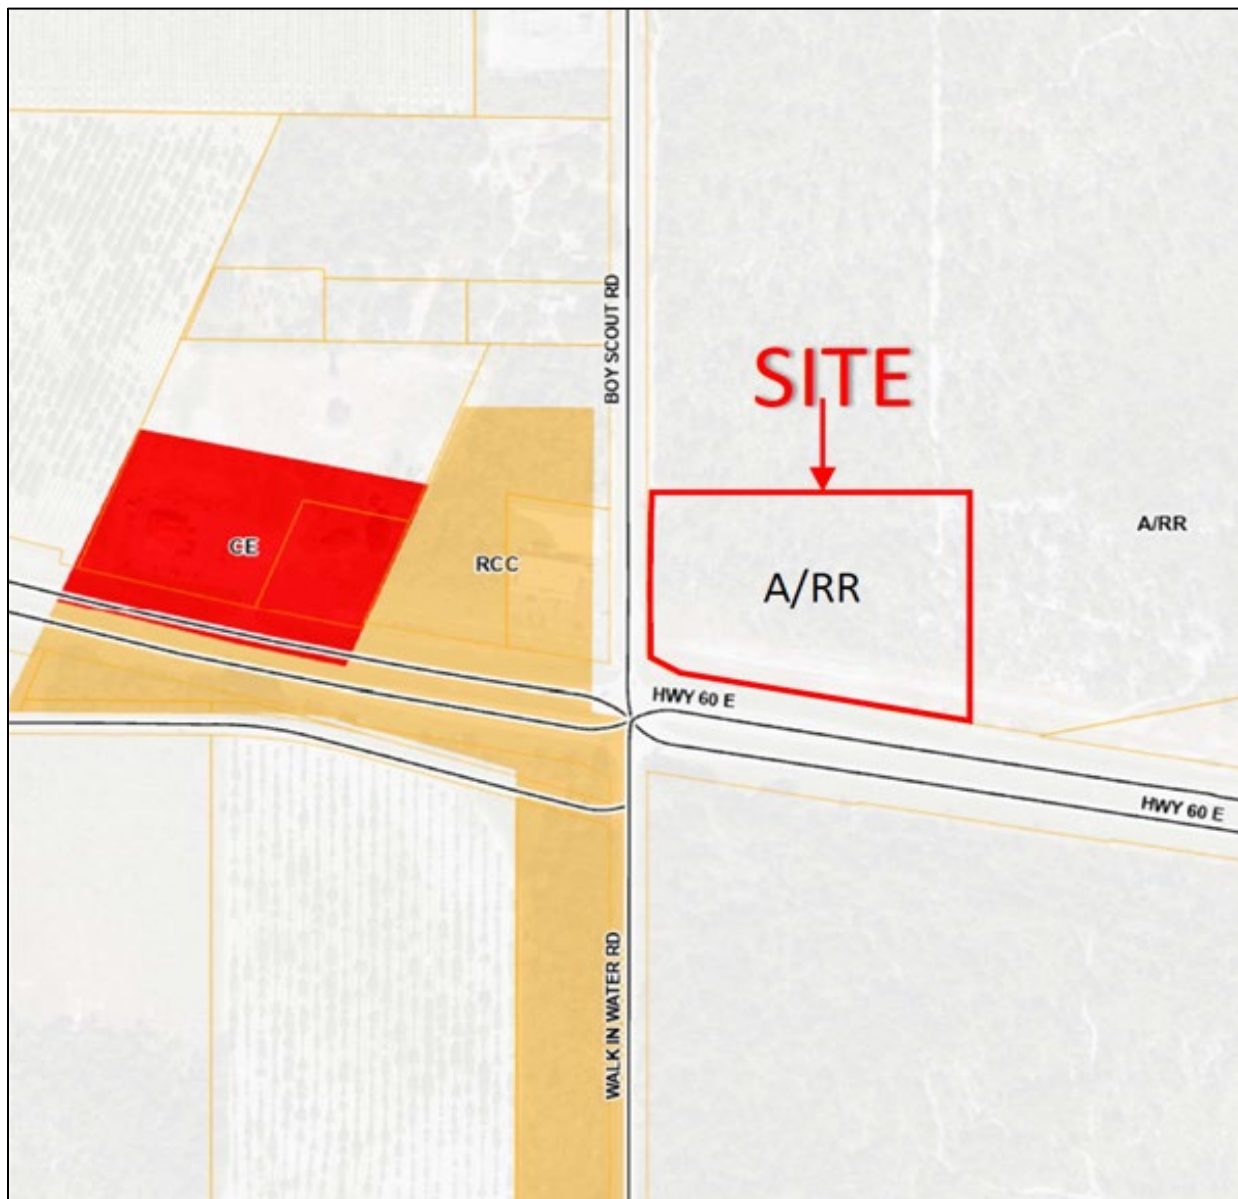 BOY SCOUT RD
SITE
A/RR
CE
RCC
A/RR
HWY 60 E
HWY 60 E
WALK IN WATER RD